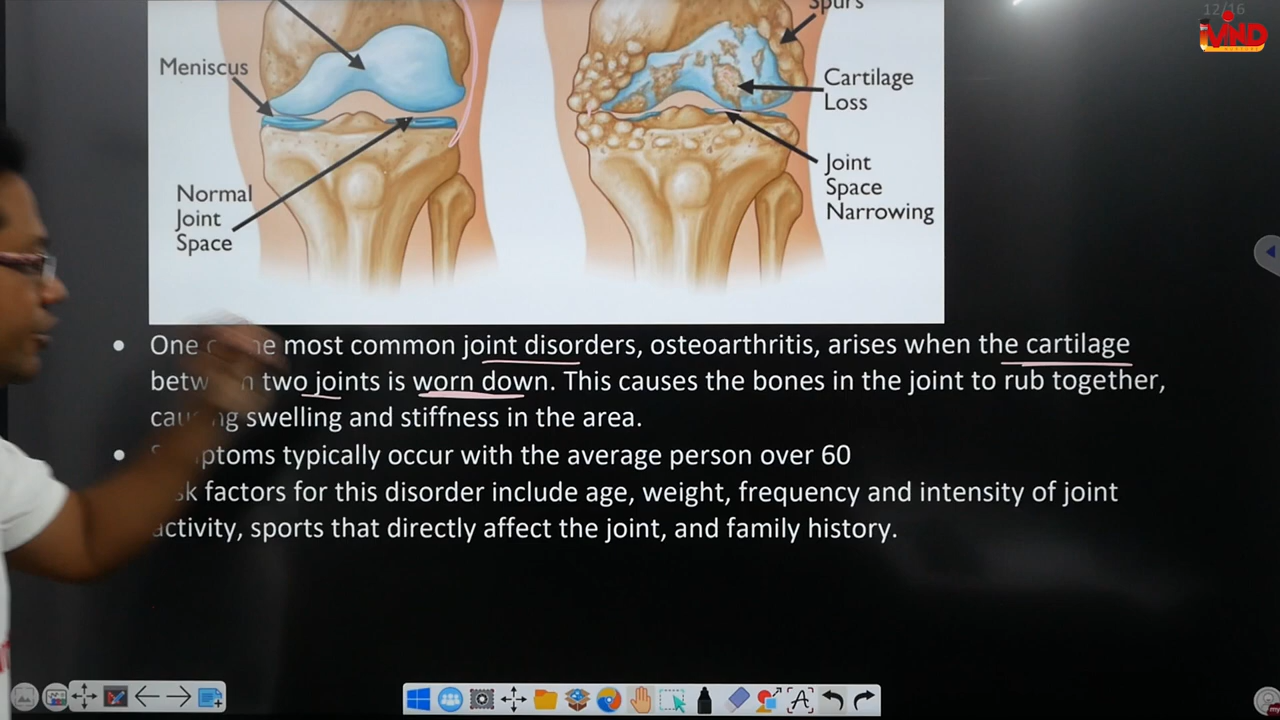 12/16
MIND
Spurs
Meniscus
Cartilage
Loss
Joint
Space
Narrowing
Normal
Joint
Space
• One most common joint disorders, osteoarthritis, arises when the cartilage
two joints is worn down. This causes the bones in the joint to rub together,
swelling and stiffness in the area.
• typically occur with the average person over 60
factors for this disorder include age, weight, frequency and intensity of joint
activity, sports that directly affect the joint, and family history.